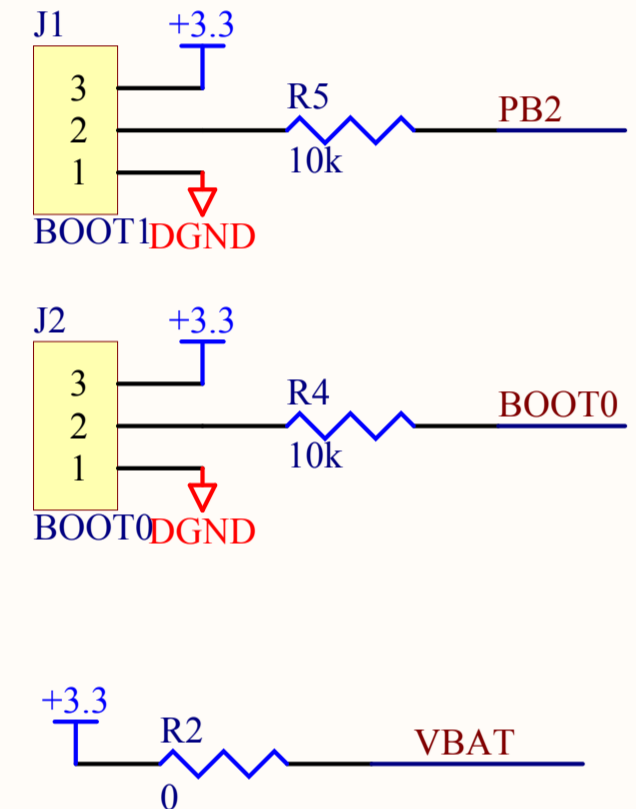 J1
+3.3
3
2
1
R5
10k
PB2
BOOT1
DGND
J2
+3.3
3
2
1
R4
10k
BOOT0
BOOT0
DGND
+3.3
R2
0
VBAT